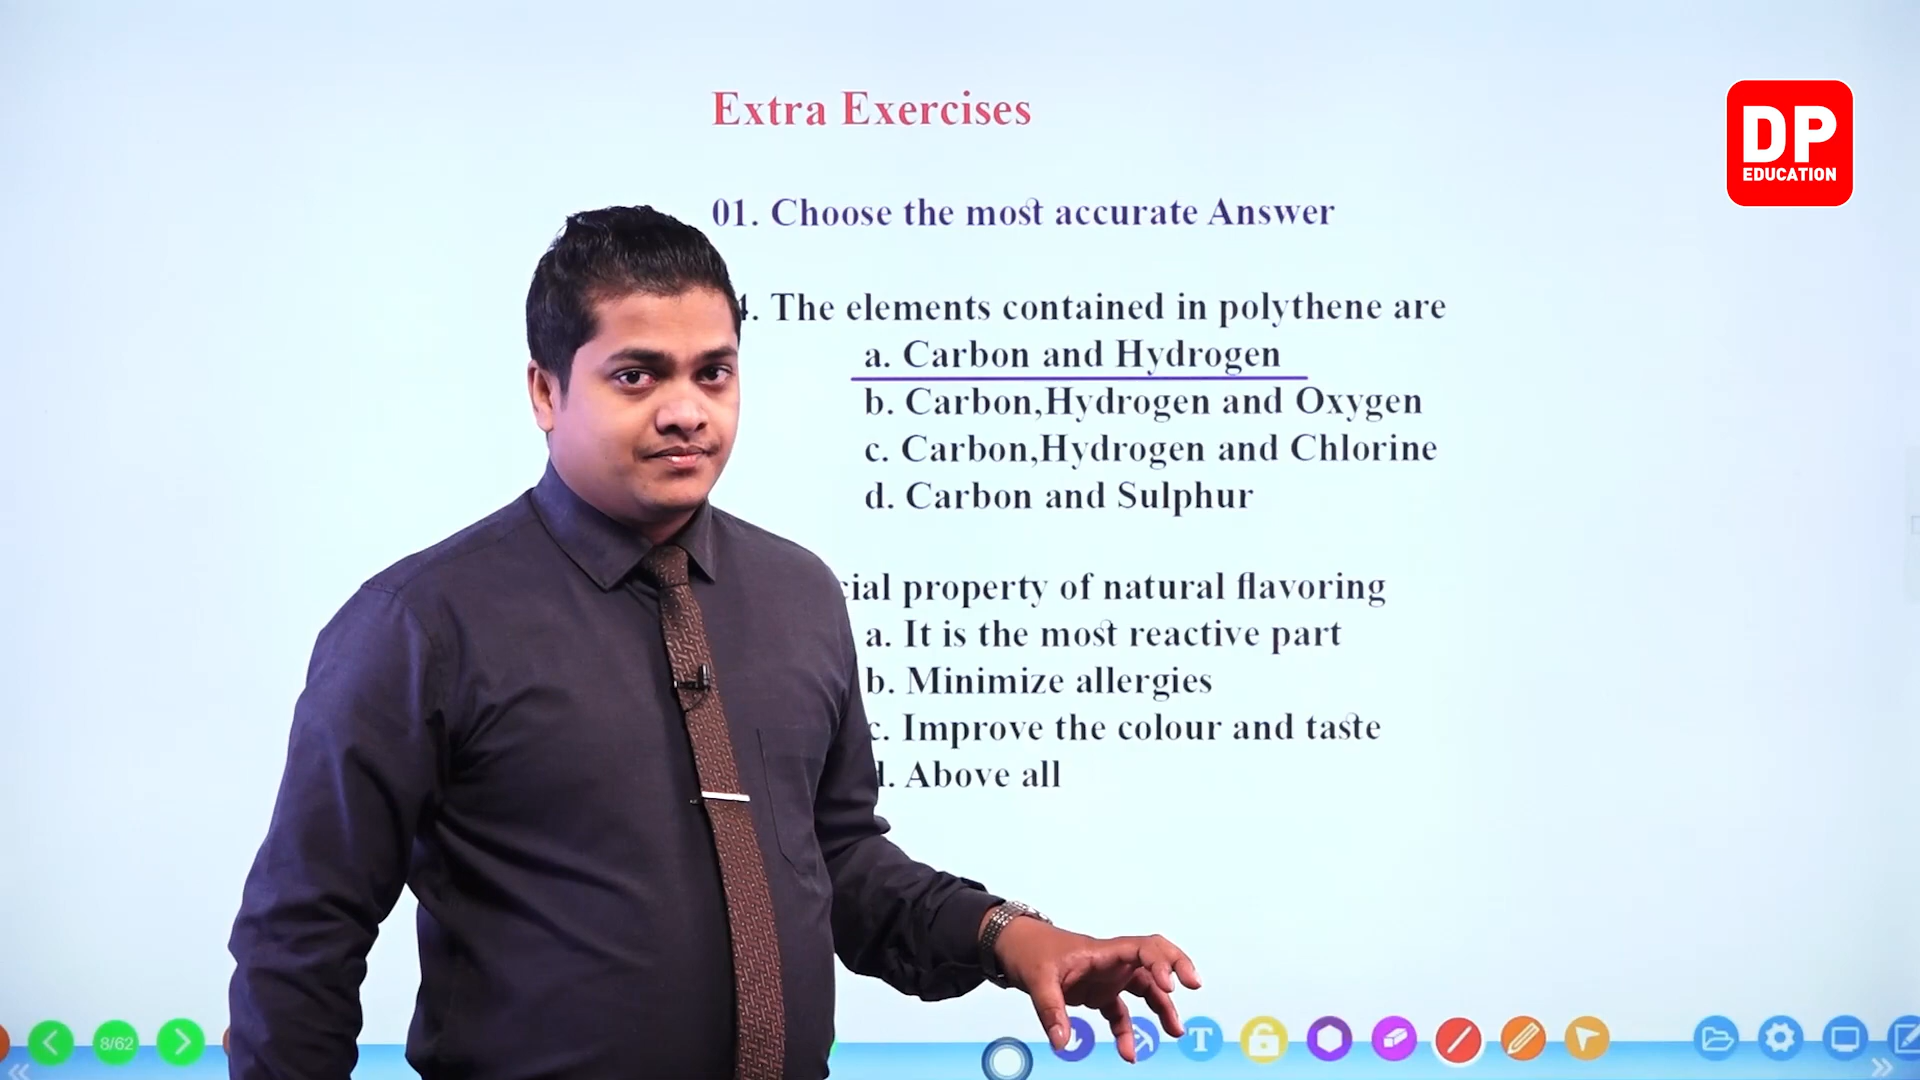 Extra Exercises
DP
EDUCATION
01. Choose the most accurate Answer
4. The elements contained in polythene are
a. Carbon and Hydrogen
b. Carbon,Hydrogen and Oxygen
c. Carbon,Hydrogen and Chlorine
d. Carbon and Sulphur
cial property of natural flavoring
a. It is the most reactive part
b. Minimize allergies
c. Improve the colour and taste
d. Above all
8/62
T